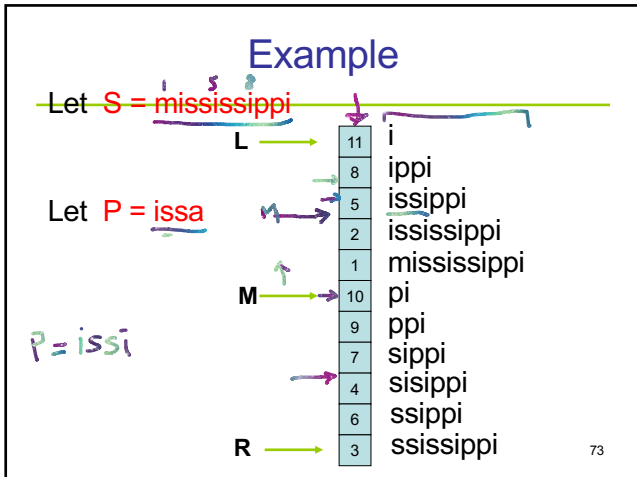 Example
1 5 8
Let S = mississippi
L 11 i
8 ippi
Let P = issa M 5 issippi
2 ississippi
1 mississippi
M 10 pi
9 ppi
P = issi 7 sippi
4 sisippi
6 ssippi
R 3 ssissippi
73